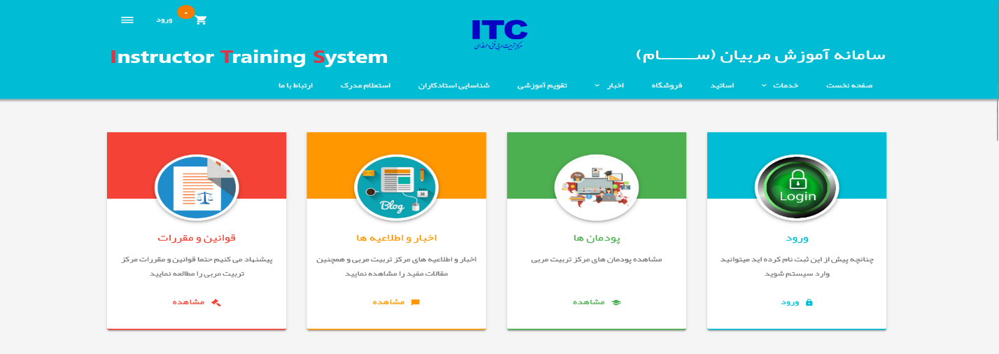 ورود
۰
ITC
مرکز تربیت مربی فنی و حرفه‌ای
سامانه آموزش مربیان (ســـــــام)
Instructor Training System
صفحه نخست
خدمات
اساتید
فروشگاه
اخبار
تقویم آموزشی
شناسایی استادکاران
استعلام مدرک
ارتباط با ما
Login
ورود
چنانچه پیش از این ثبت نام کرده اید میتوانید
وارد سیستم شوید
ورود
پودمان ها
مشاهده پودمان های مرکز تربیت مربی
مشاهده
Blog
30
اخبار و اطلاعیه ها
اخبار و اطلاعیه های مرکز تربیت مربی و همچنین
مقالات مفید را مشاهده نمایید
مشاهده
قوانین و مقررات
پیشنهاد می کنیم حتما قوانین و مقررات مرکز
تربیت مربی را مطالعه نمایید
مشاهده